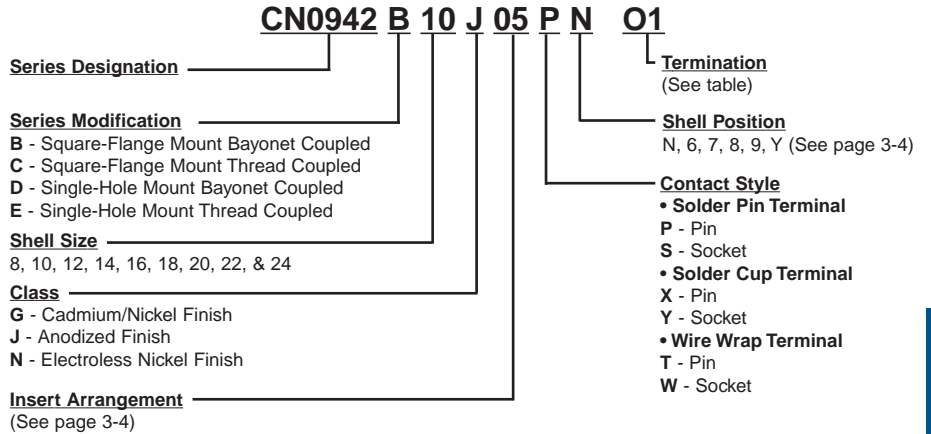 CN0942 B 10 J 05 P N O1
Series Designation
Series Modification
B - Square-Flange Mount Bayonet Coupled
C - Square-Flange Mount Thread Coupled
D - Single-Hole Mount Bayonet Coupled
E - Single-Hole Mount Thread Coupled
Shell Size
8, 10, 12, 14, 16, 18, 20, 22, & 24
Class
G - Cadmium/Nickel Finish
J - Anodized Finish
N - Electroless Nickel Finish
Insert Arrangement
(See page 3-4)
Termination
(See table)
Shell Position
N, 6, 7, 8, 9, Y (See page 3-4)
Contact Style
• Solder Pin Terminal
P - Pin
S - Socket
• Solder Cup Terminal
X - Pin
Y - Socket
• Wire Wrap Terminal
T - Pin
W - Socket